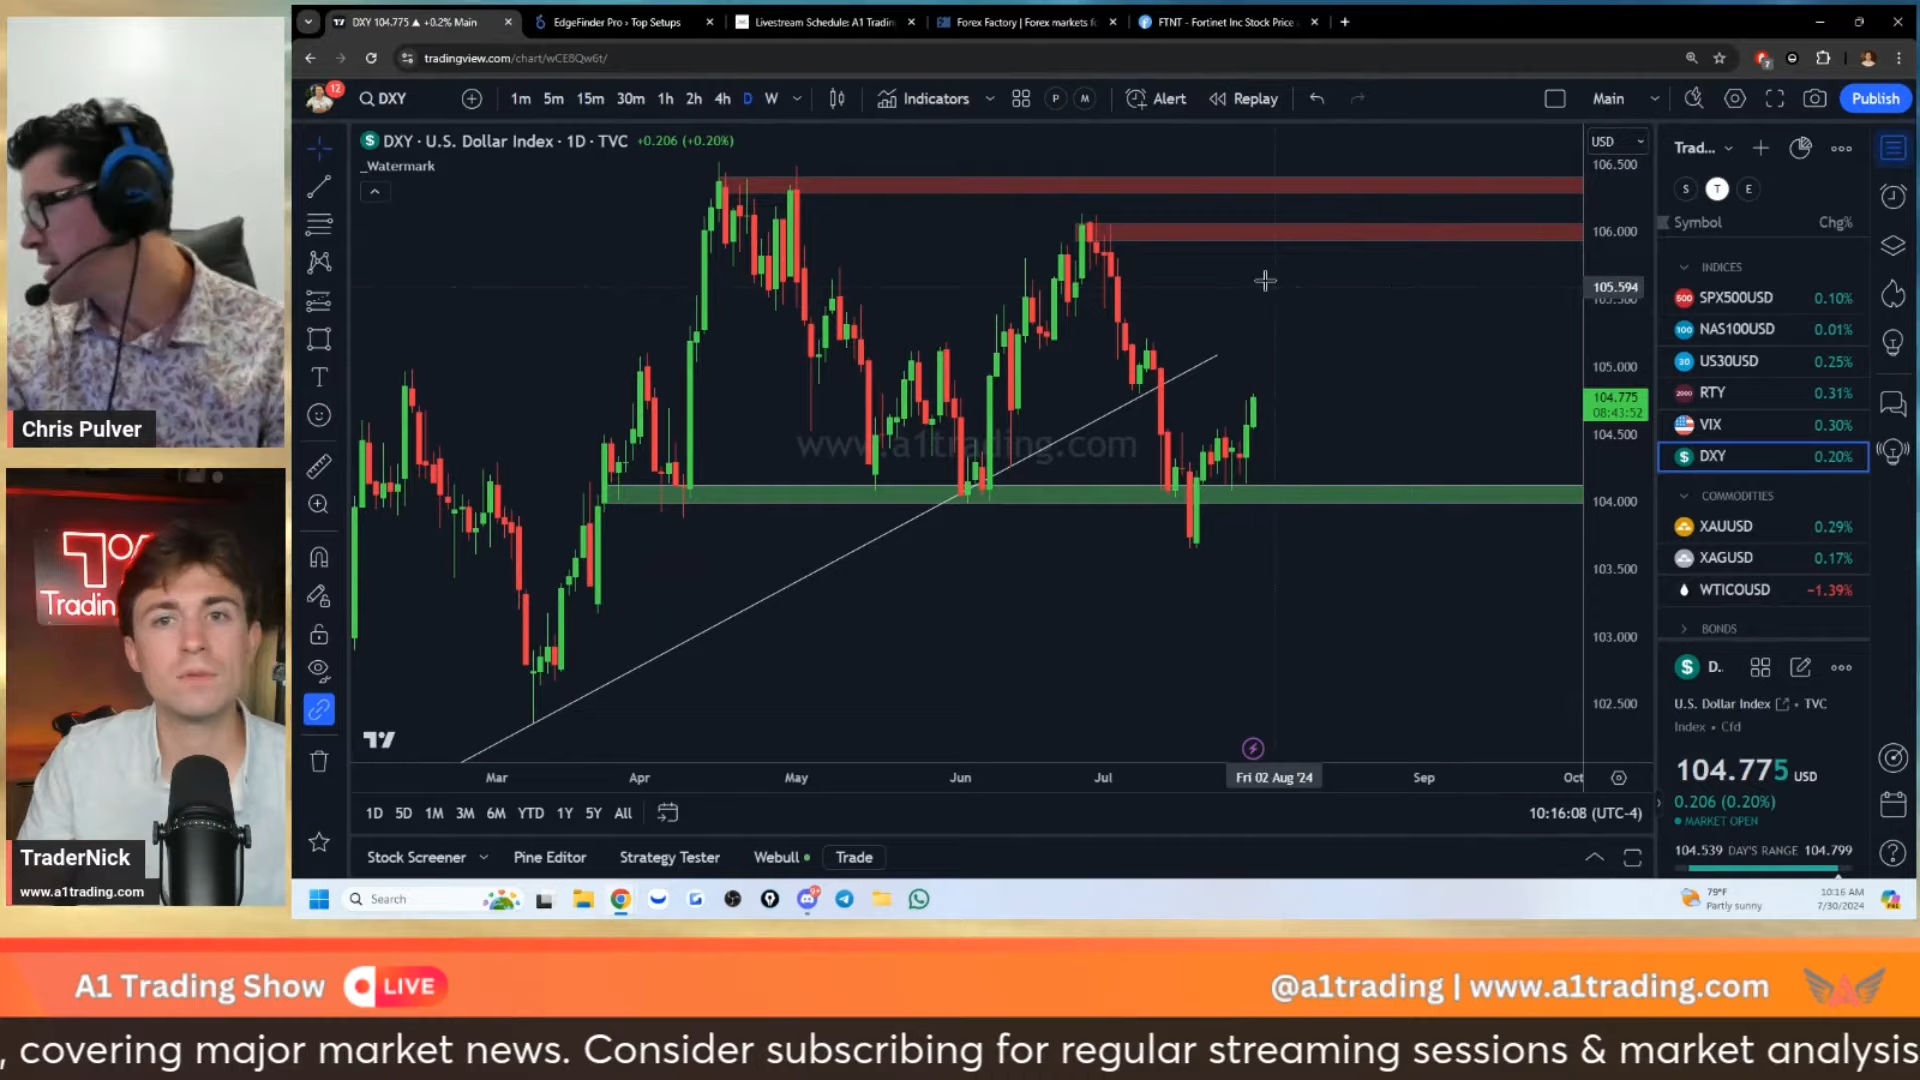 DXY 104.775 ▲ +0.2% Main
EdgeFinder Pro › Top Setups
Livestream Schedule: A1 Tradin
Forex Factory | Forex markets fo
FTNT - Fortinet Inc Stock Price
tradingview.com/chart/wCE8Qw6t/
7
12
DXY
1m 5m 15m 30m 1h 2h 4h D W
Indicators
P M
Alert
Replay
Main
Publish
DXY · U.S. Dollar Index · 1D · TVC +0.206 (+0.20%)
_Watermark
USD
106.500
106.000
105.594
105.000
104.775
08:43:52
104.500
104.000
103.500
103.000
102.500
www.a1trading.com
Mar Apr May Jun Jul Fri 02 Aug '24 Sep Oct
1D 5D 1M 3M 6M YTD 1Y 5Y All
10:16:08 (UTC-4)
Stock Screener Pine Editor Strategy Tester Webull Trade
Trad...
S T E
Symbol Chg%
INDICES
500 SPX500USD 0.10%
100 NAS100USD 0.01%
30 US30USD 0.25%
2000 RTY 0.31%
VIX 0.30%
$ DXY 0.20%
COMMODITIES
XAUUSD 0.29%
XAGUSD 0.17%
WTICOUSD −1.39%
BONDS
$ D.
U.S. Dollar Index • TVC
Index • Cfd
104.775 USD
0.206 (0.20%)
MARKET OPEN
104.539 DAY'S RANGE 104.799
Search
79°F
Partly sunny
10:16 AM
7/30/2024
Chris Pulver
1%
Tradin
TraderNick
www.a1trading.com
A1 Trading Show LIVE
@a1trading | www.a1trading.com
, covering major market news. Consider subscribing for regular streaming sessions & market analysis